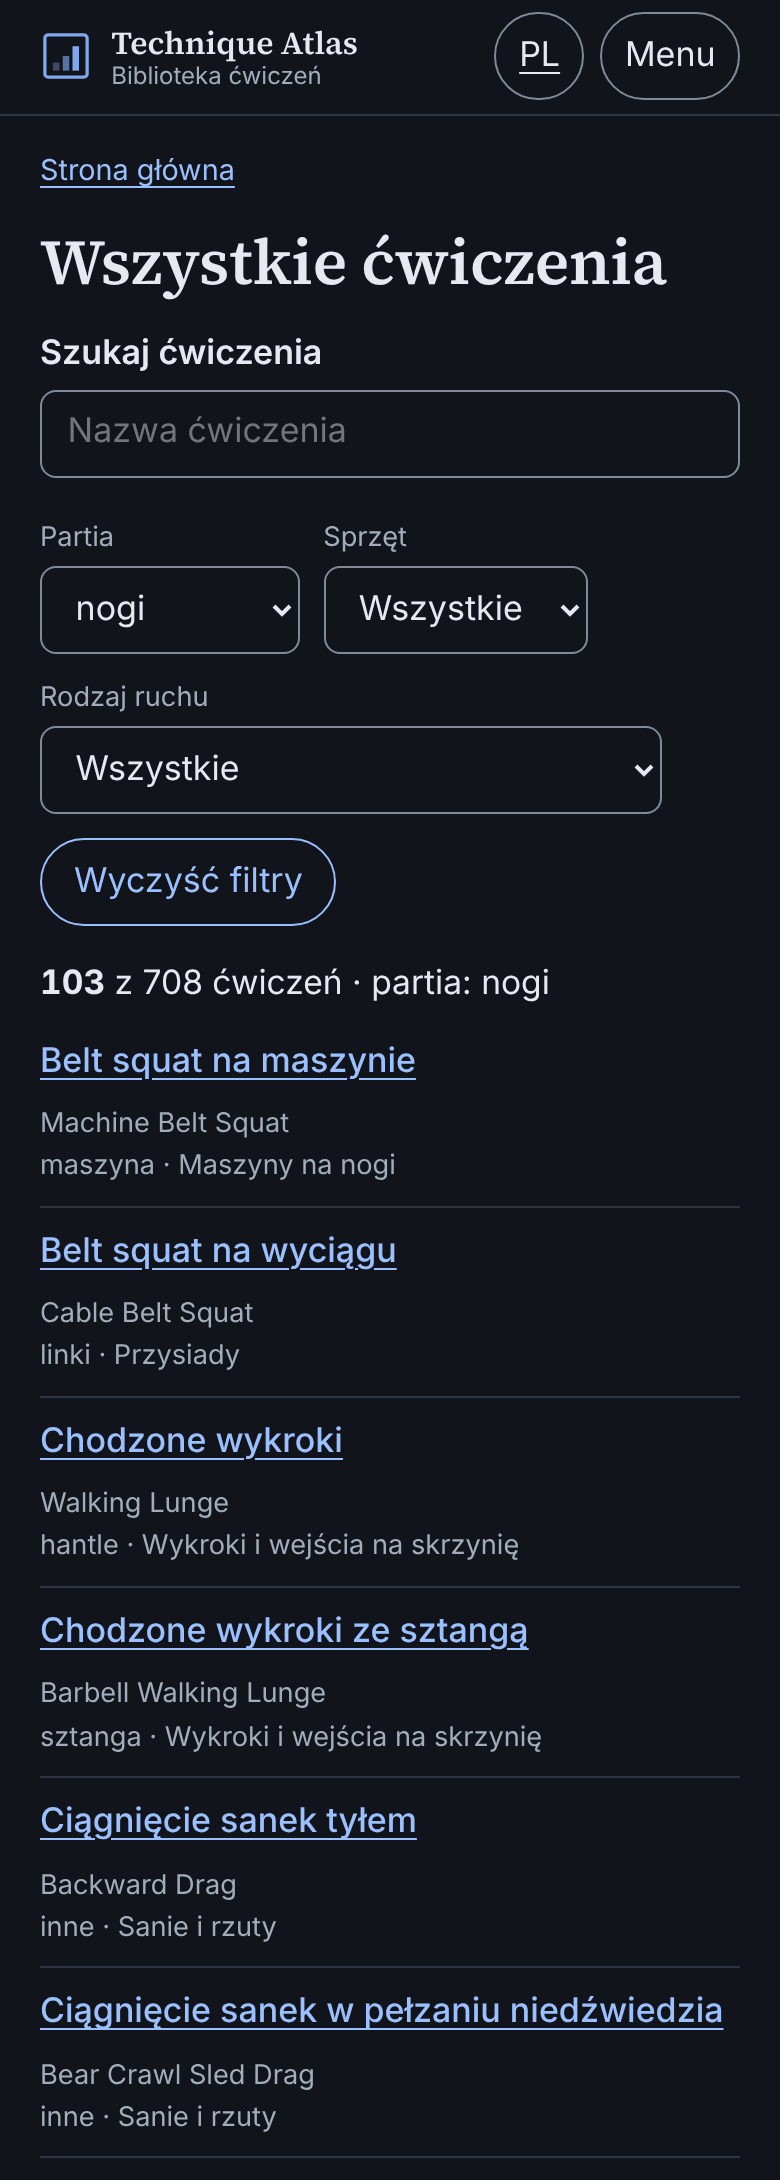 Technique Atlas
Biblioteka ćwiczeń
PL
Menu
Strona główna
Wszystkie ćwiczenia
Szukaj ćwiczenia
Nazwa ćwiczenia
Partia
Sprzęt
nogi
Wszystkie
Rodzaj ruchu
Wszystkie
Wyczyść filtry
103 z 708 ćwiczeń · partia: nogi
Belt squat na maszynie
Machine Belt Squat
maszyna · Maszyny na nogi
Belt squat na wyciągu
Cable Belt Squat
linki · Przysiady
Chodzone wykroki
Walking Lunge
hantle · Wykroki i wejścia na skrzynię
Chodzone wykroki ze sztangą
Barbell Walking Lunge
sztanga · Wykroki i wejścia na skrzynię
Ciągnięcie sanek tyłem
Backward Drag
inne · Sanie i rzuty
Ciągnięcie sanek w pełzaniu niedźwiedzia
Bear Crawl Sled Drag
inne · Sanie i rzuty